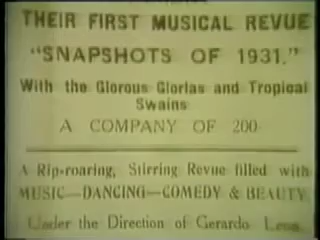 THEIR FIRST MUSICAL REVUE
"SNAPSHOTS OF 1931."
With the Glorous Glorias and Tropical
Swains
A COMPANY OF 200
A Rip-roaring, Stirring Revue filled with
MUSIC—DANCING—COMEDY & BEAUTY
Under the Direction of Gerardo Leon.